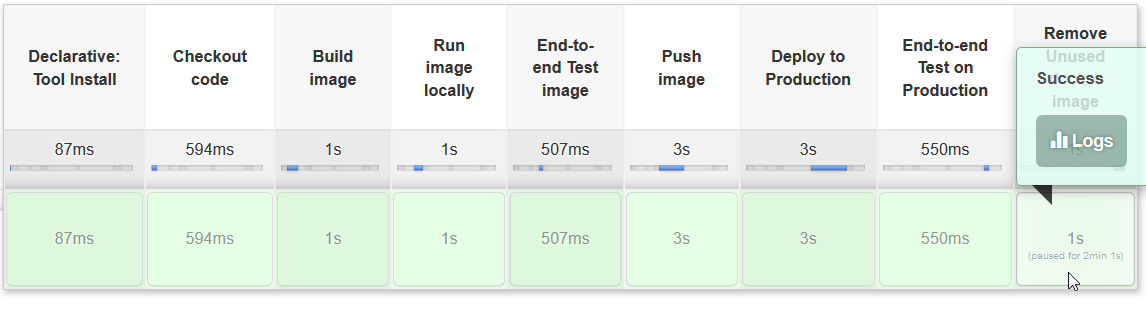 Declarative:
Tool Install
Checkout
code
Build
image
Run
image
locally
End-to-
end Test
image
Push
image
Deploy to
Production
End-to-end
Test on
Production
Remove
Unused
image
Success
Logs
87ms
594ms
1s
1s
507ms
3s
3s
550ms
1s
87ms
594ms
1s
1s
507ms
3s
3s
550ms
1s
(paused for 2min 1s)